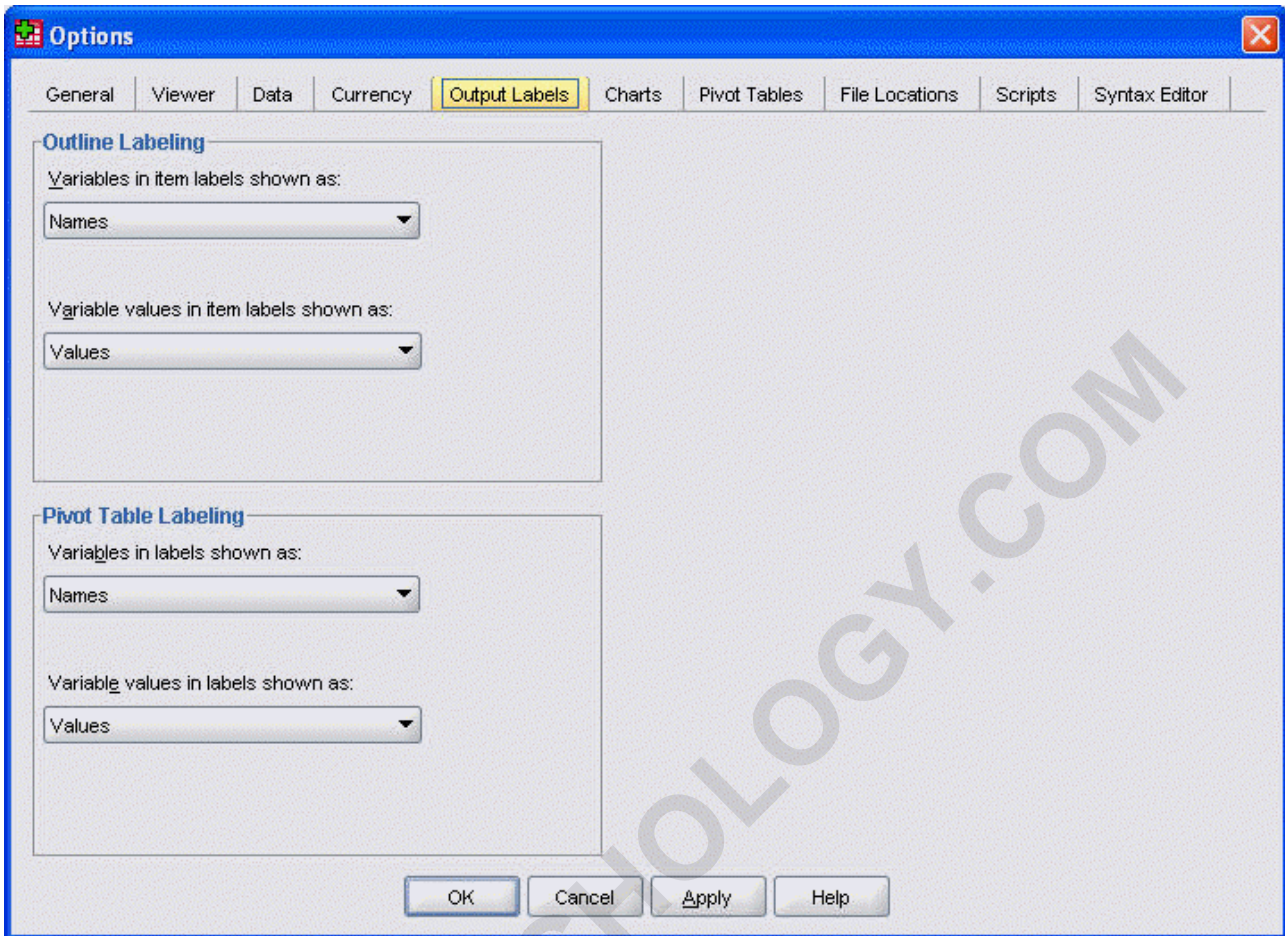 Options
General Viewer Data Currency Output Labels Charts Pivot Tables File Locations Scripts Syntax Editor
Outline Labeling
Variables in item labels shown as:
Names
Variable values in item labels shown as:
Values
Pivot Table Labeling
Variables in labels shown as:
Names
Variable values in labels shown as:
Values
OK Cancel Apply Help
CHOLOGY.COM